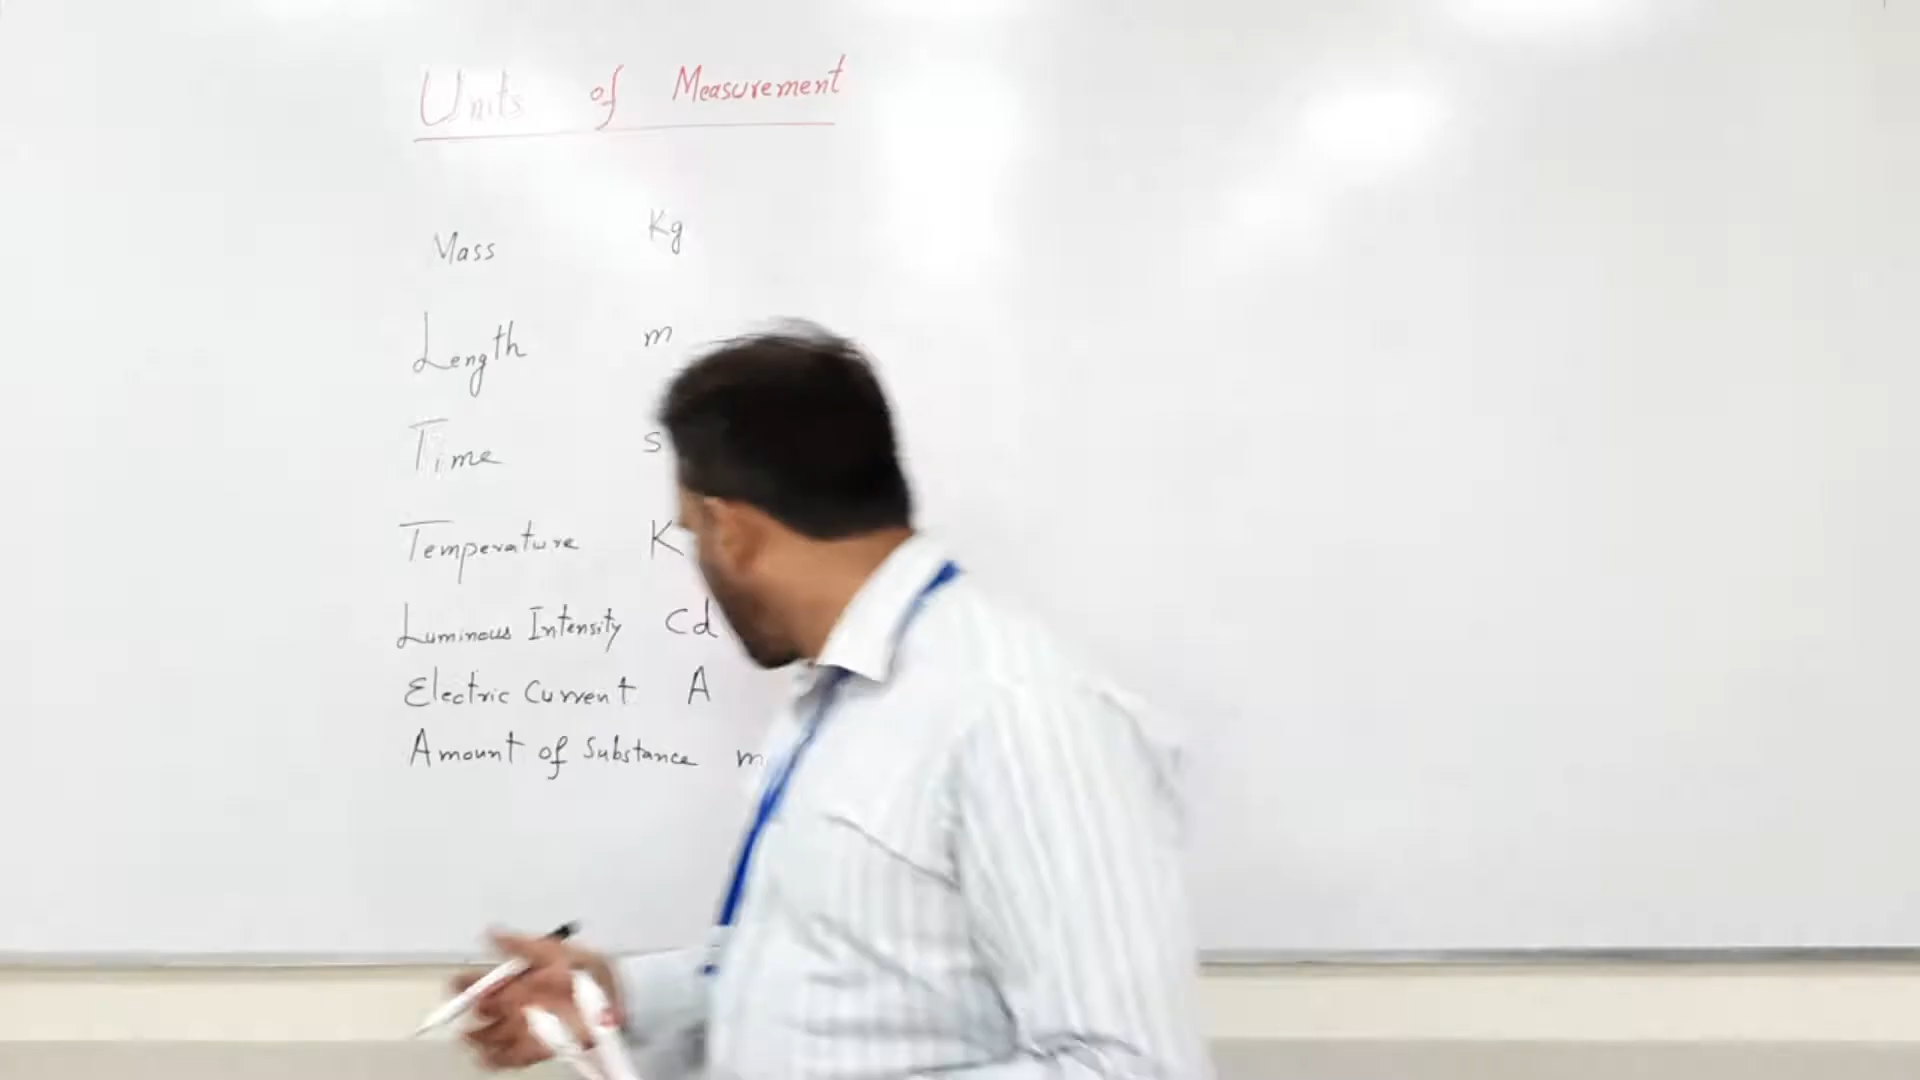 Units of Measurement
Mass Kg
Length m
Time s
Temperature K
Luminous Intensity Cd
Electric Current A
Amount of Substance